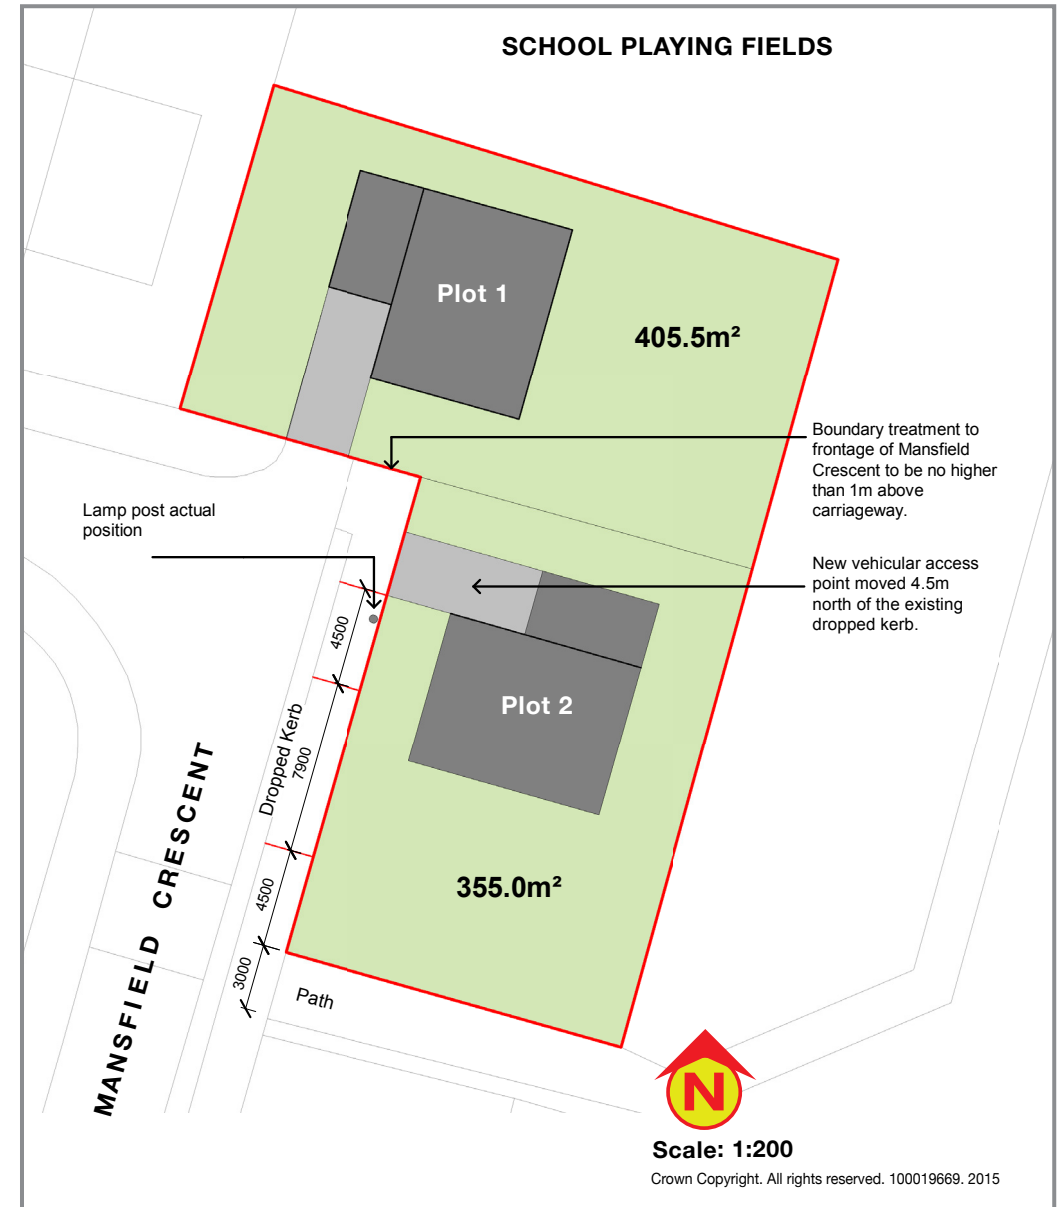 SCHOOL PLAYING FIELDS
Plot 1
405.5m²
Boundary treatment to
frontage of Mansfield
Crescent to be no higher
than 1m above
carriageway.
Lamp post actual
position
New vehicular access
point moved 4.5m
north of the existing
dropped kerb.
4500
Plot 2
Dropped Kerb
7900
MANSFIELD CRESCENT
355.0m²
4500
3000
Path
N
Scale: 1:200
Crown Copyright. All rights reserved. 100019669. 2015